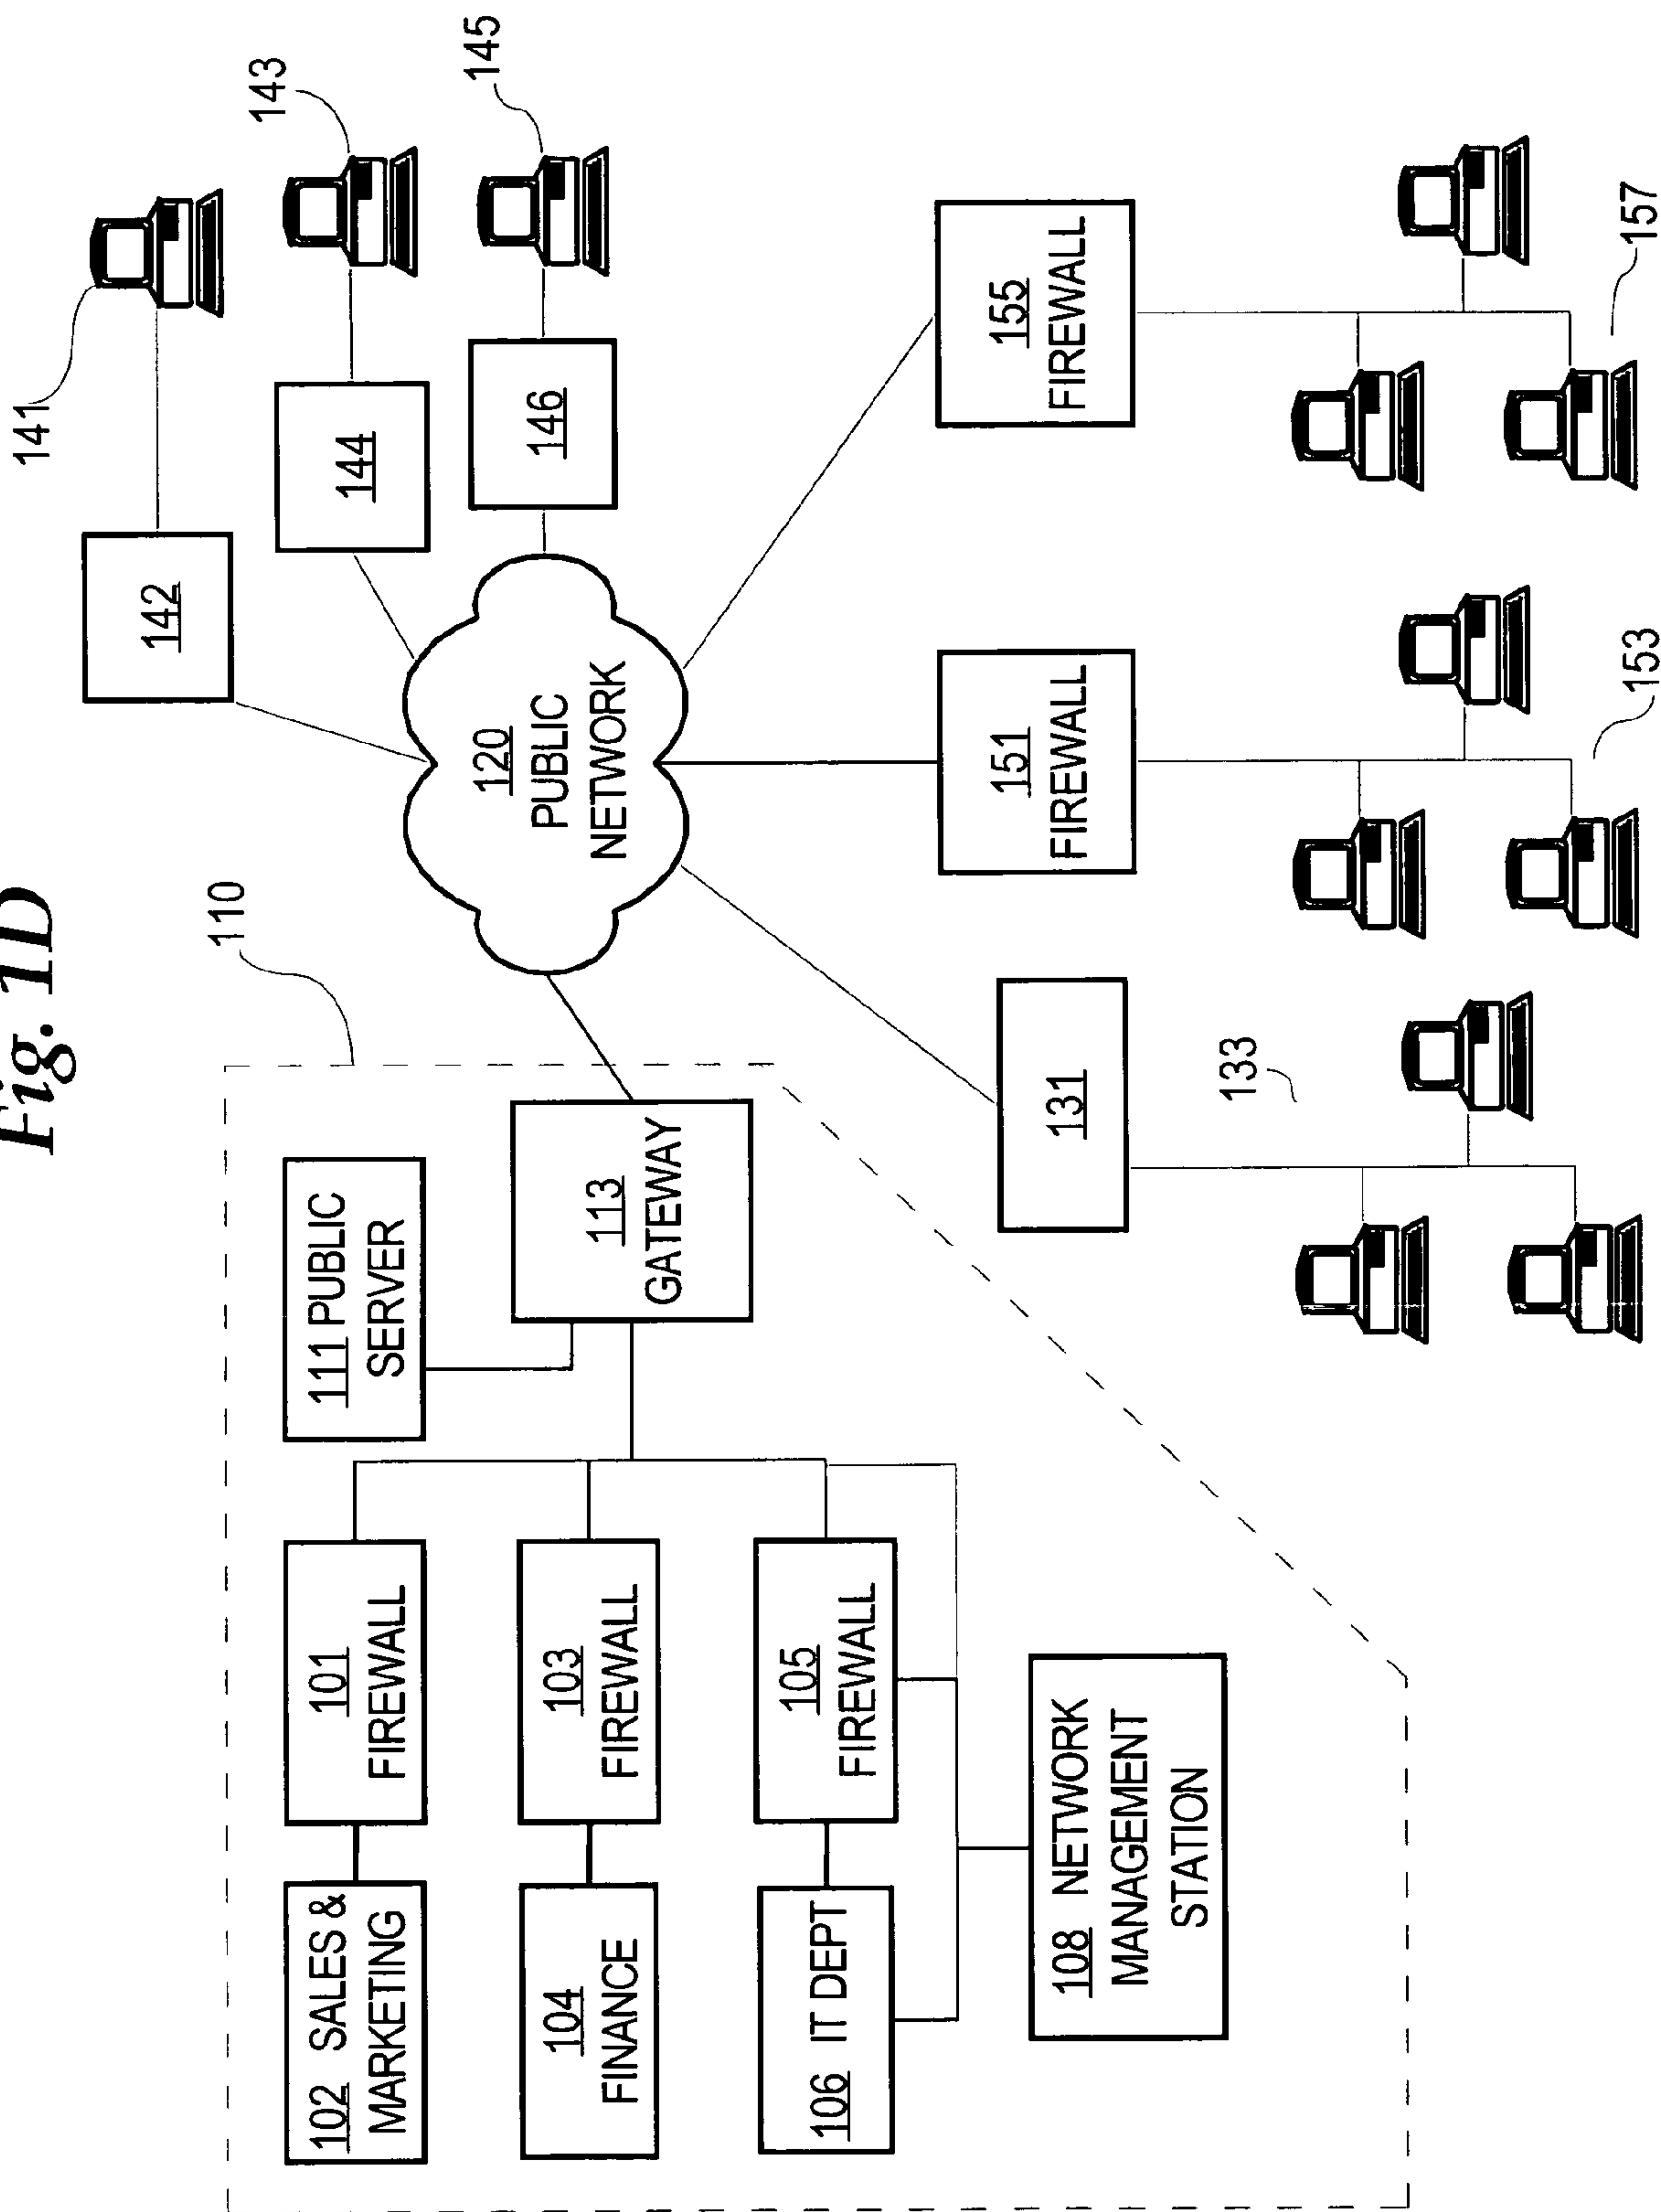 Fig. 1D
110
102 SALES &
MARKETING
101
FIREWALL
111 PUBLIC
SERVER
104
FINANCE
103
FIREWALL
113
GATEWAY
106 IT DEPT
105
FIREWALL
108 NETWORK
MANAGEMENT
STATION
120
PUBLIC
NETWORK
142
141
144
143
146
145
131
133
151
FIREWALL
153
155
FIREWALL
157